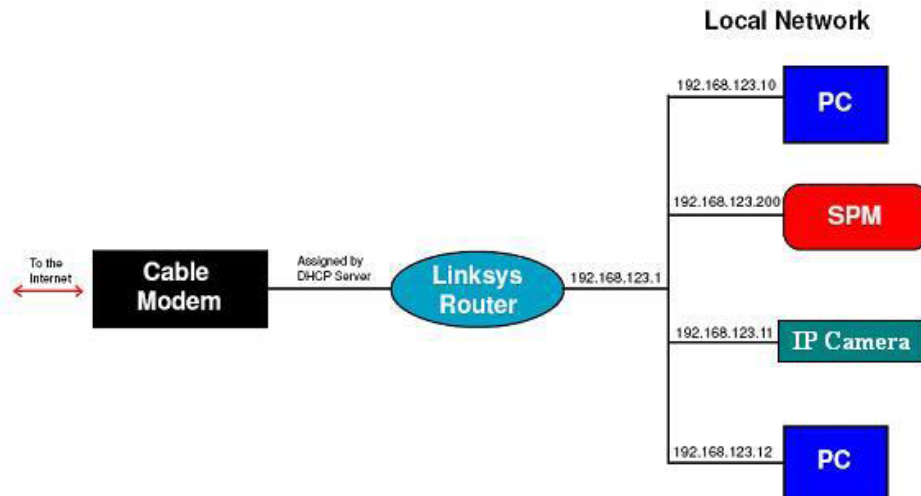 Local Network
192.168.123.10
PC
192.168.123.200
SPM
To the
Internet
Cable
Modem
Assigned by
DHCP Server
Linksys
Router
192.168.123.1
192.168.123.11
IP Camera
192.168.123.12
PC